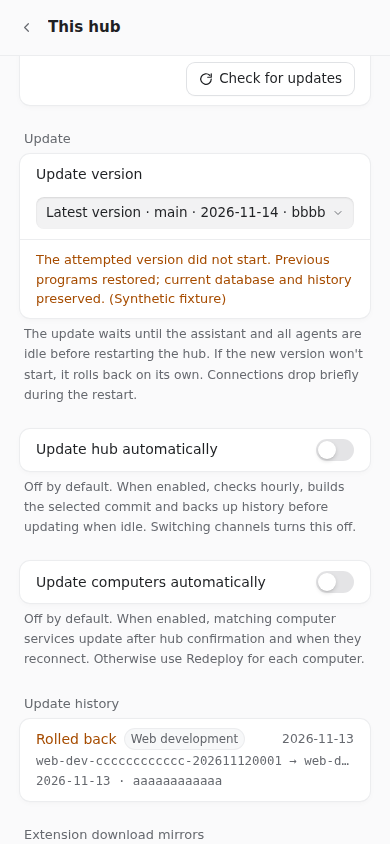 This hub
Check for updates
Update
Update version
Latest version · main · 2026-11-14 · bbbb
The attempted version did not start. Previous
programs restored; current database and history
preserved. (Synthetic fixture)
The update waits until the assistant and all agents are
idle before restarting the hub. If the new version won't
start, it rolls back on its own. Connections drop briefly
during the restart.
Update hub automatically
Off by default. When enabled, checks hourly, builds
the selected commit and backs up history before
updating when idle. Switching channels turns this off.
Update computers automatically
Off by default. When enabled, matching computer
services update after hub confirmation and when they
reconnect. Otherwise use Redeploy for each computer.
Update history
Rolled back Web development 2026-11-13
web-dev-cccccccccccc-202611120001 → web-d…
2026-11-13 · aaaaaaaaaaaa
Extension download mirrors